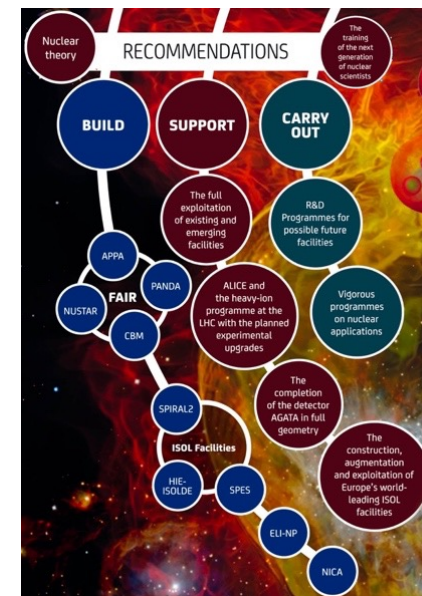 Nuclear
theory
RECOMMENDATIONS
The
training
of the next
generation
of nuclear
scientists
BUILD
SUPPORT
CARRY
OUT
The full
exploitation
of existing and
emerging
facilities
R&D
Programmes for
possible future
facilities
APPA
PANDA
FAIR
NUSTAR
CBM
ALICE and
the heavy-ion
programme at the
LHC with the planned
experimental
upgrades
Vigorous
programmes
on nuclear
applications
The
completion
of the detector
AGATA in full
geometry
SPIRAL2
ISOL Facilities
HIE-
ISOLDE
SPES
The
construction,
augmentation
and exploitation of
Europe's world-
leading ISOL
facilities
ELI-NP
NICA